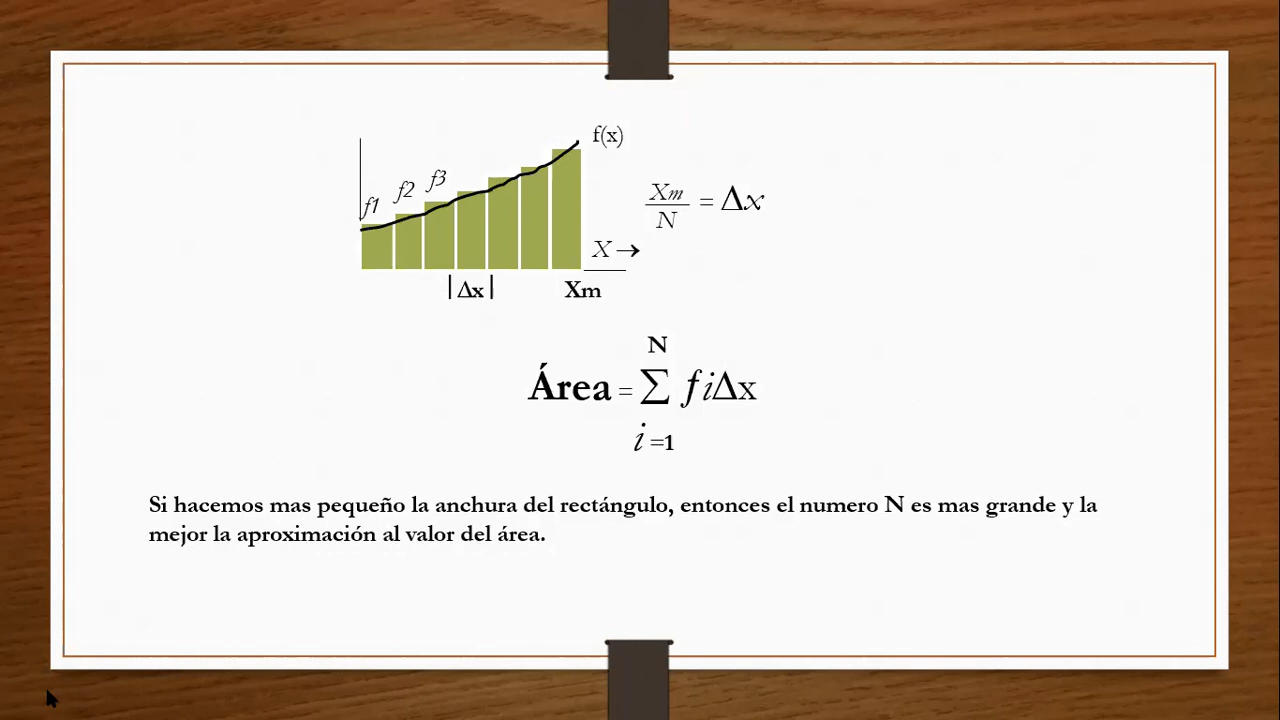 f(x)
f1 f2 f3
Xm
N
= Δx
X →
|Δx|
Xm
N
Área = Σ fiΔx
i =1
Si hacemos mas pequeño la anchura del rectángulo, entonces el numero N es mas grande y la
mejor la aproximación al valor del área.